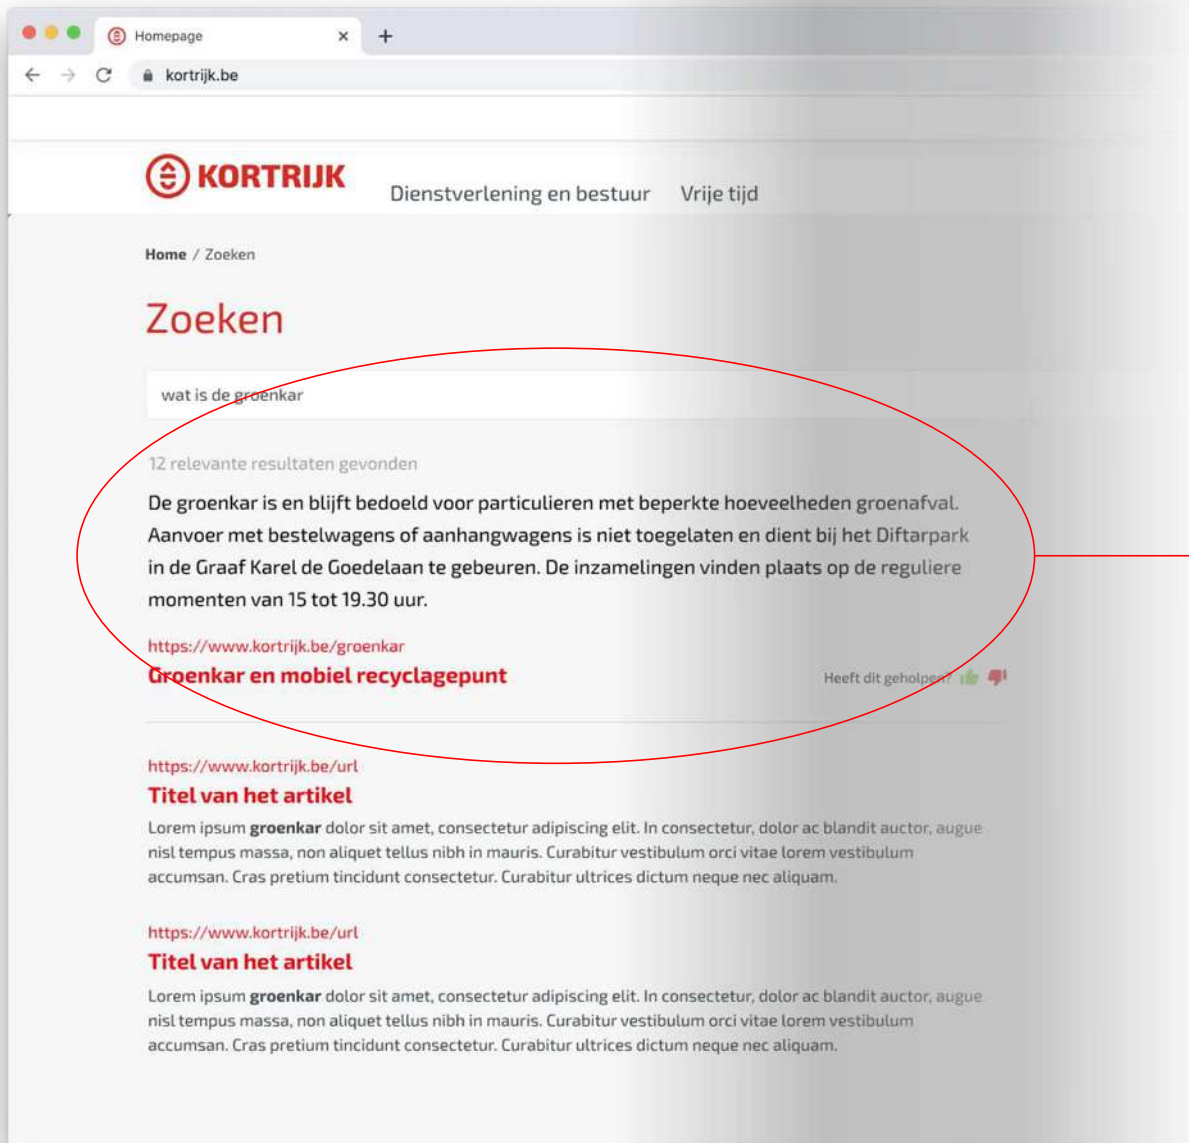 Homepage
kortrijk.be
KORTRIJK
Dienstverlening en bestuur Vrije tijd
Home / Zoeken
Zoeken
wat is de groenkar
12 relevante resultaten gevonden
De groenkar is en blijft bedoeld voor particulieren met beperkte hoeveelheden groenafval.
Aanvoer met bestelwagens of aanhangwagens is niet toegelaten en dient bij het Diftarpark
in de Graaf Karel de Goedelaan te gebeuren. De inzamelingen vinden plaats op de reguliere
momenten van 15 tot 19.30 uur.
https://www.kortrijk.be/groenkar
Groenkar en mobiel recyclagepunt
Heeft dit geholpen?
https://www.kortrijk.be/url
Titel van het artikel
Lorem ipsum groenkar dolor sit amet, consectetur adipiscing elit. In consectetur, dolor ac blandit auctor, augue
nisl tempus massa, non aliquet tellus nibh in mauris. Curabitur vestibulum orci vitae lorem vestibulum
accumsan. Cras pretium tincidunt consectetur. Curabitur ultrices dictum neque nec aliquam.
https://www.kortrijk.be/url
Titel van het artikel
Lorem ipsum groenkar dolor sit amet, consectetur adipiscing elit. In consectetur, dolor ac blandit auctor, augue
nisl tempus massa, non aliquet tellus nibh in mauris. Curabitur vestibulum orci vitae lorem vestibulum
accumsan. Cras pretium tincidunt consectetur. Curabitur ultrices dictum neque nec aliquam.